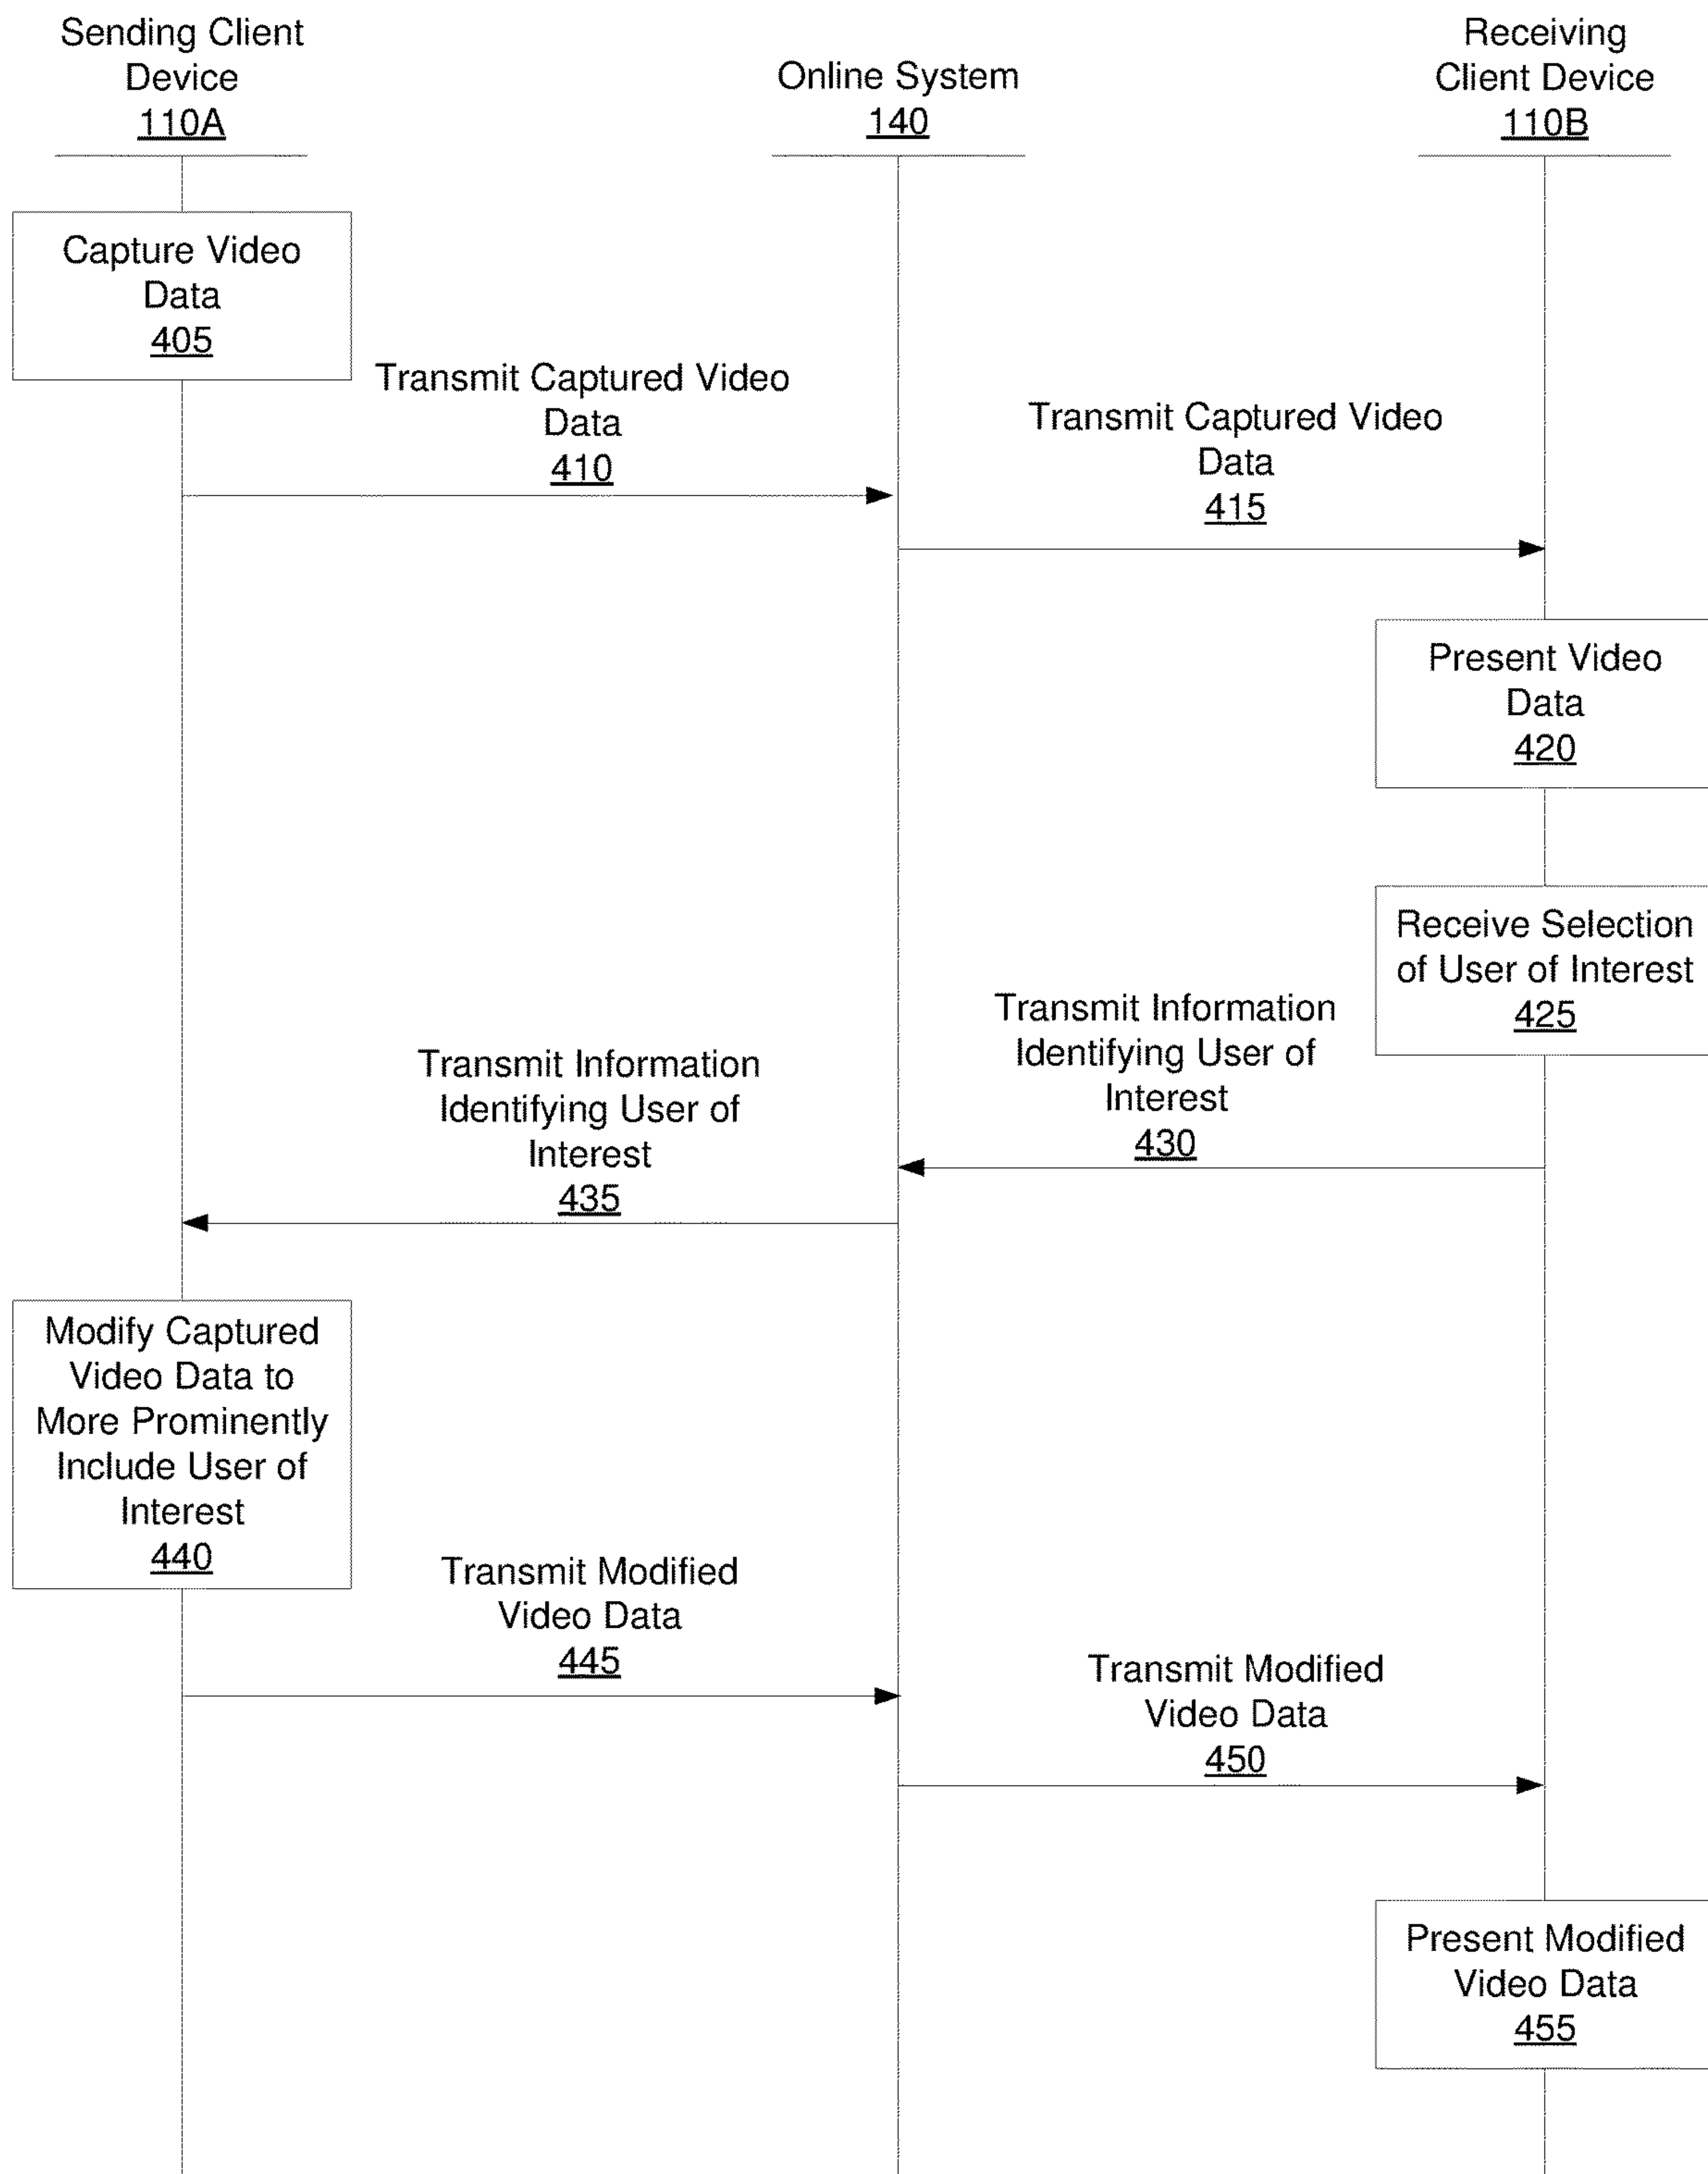 Sending Client
Device
110A
Online System
140
Receiving
Client Device
110B
Capture Video
Data
405
Transmit Captured Video
Data
410
Transmit Captured Video
Data
415
Present Video
Data
420
Receive Selection
of User of Interest
425
Transmit Information
Identifying User of
Interest
430
Transmit Information
Identifying User of
Interest
435
Modify Captured
Video Data to
More Prominently
Include User of
Interest
440
Transmit Modified
Video Data
445
Transmit Modified
Video Data
450
Present Modified
Video Data
455